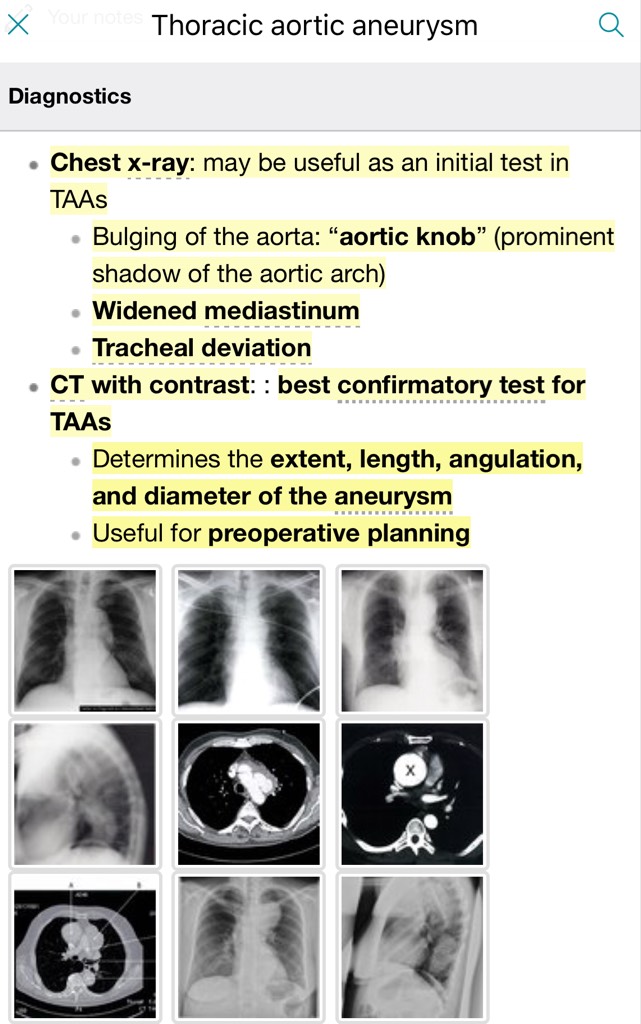 Your notes
Thoracic aortic aneurysm
Diagnostics
Chest x-ray: may be useful as an initial test in
TAAs
Bulging of the aorta: “aortic knob” (prominent
shadow of the aortic arch)
Widened mediastinum
Tracheal deviation
CT with contrast: : best confirmatory test for
TAAs
Determines the extent, length, angulation,
and diameter of the aneurysm
Useful for preoperative planning
X
A B